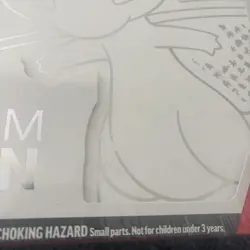 M
N
CHOKING HAZARD Small parts. Not for children under 3 years.